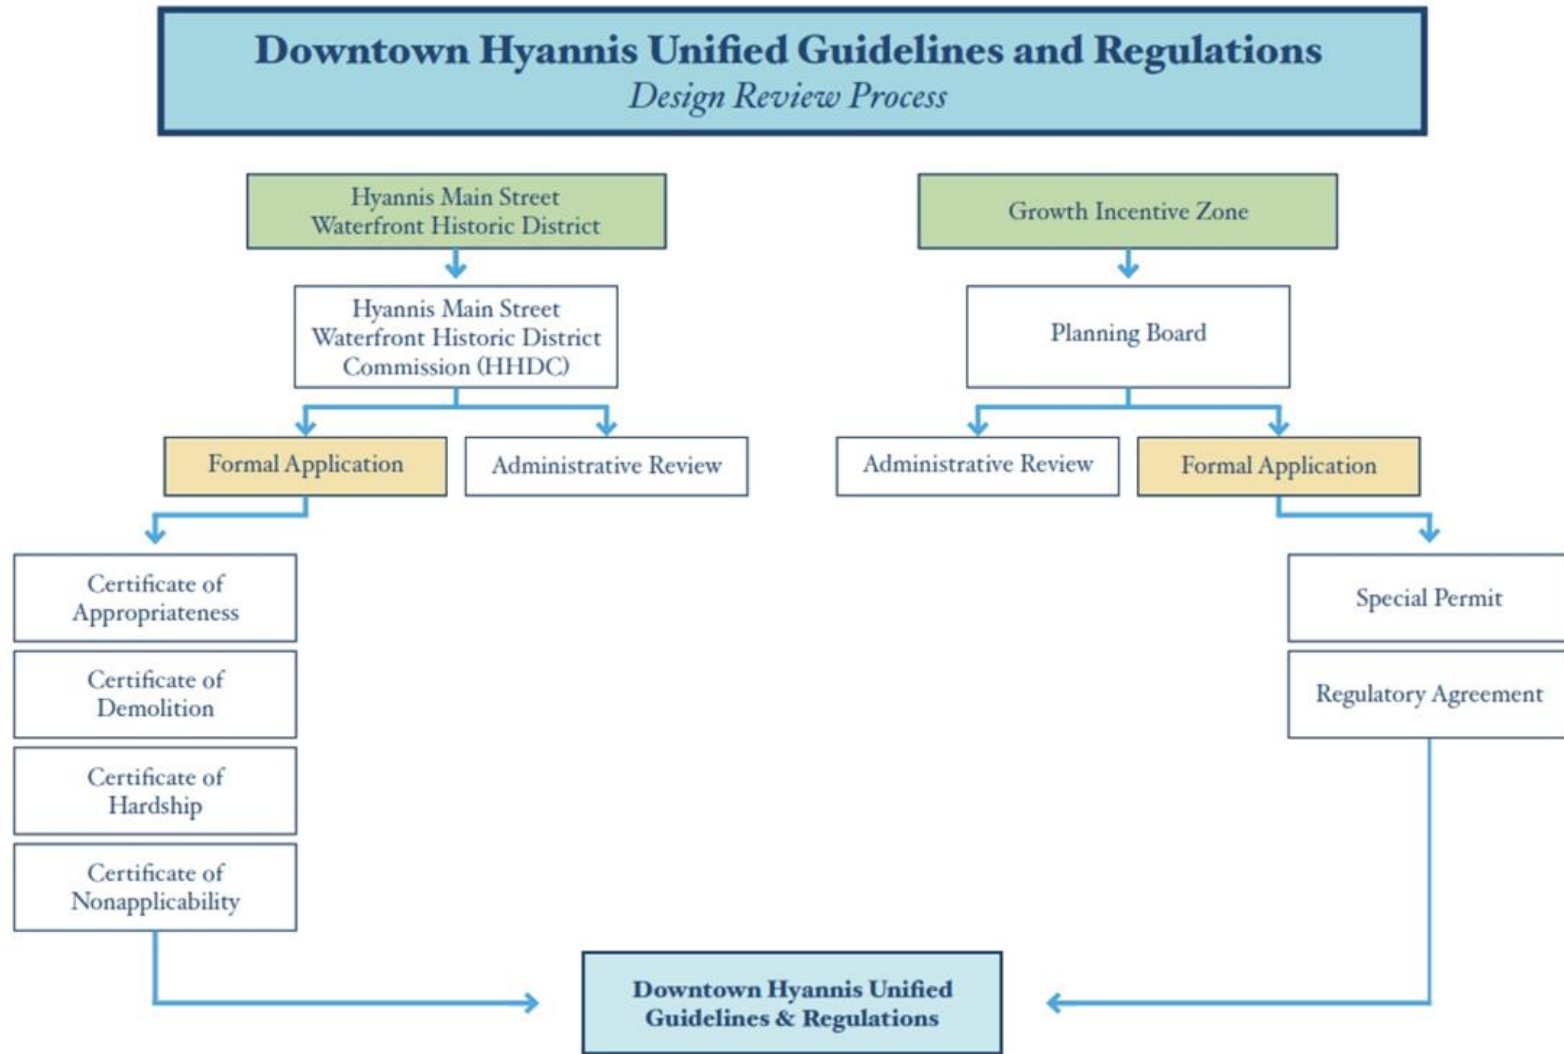 Downtown Hyannis Unified Guidelines and Regulations
Design Review Process
Hyannis Main Street
Waterfront Historic District
Growth Incentive Zone
Hyannis Main Street
Waterfront Historic District
Commission (HHDC)
Planning Board
Formal Application
Administrative Review
Administrative Review
Formal Application
Certificate of
Appropriateness
Certificate of
Demolition
Certificate of
Hardship
Certificate of
Nonapplicability
Special Permit
Regulatory Agreement
Downtown Hyannis Unified
Guidelines & Regulations